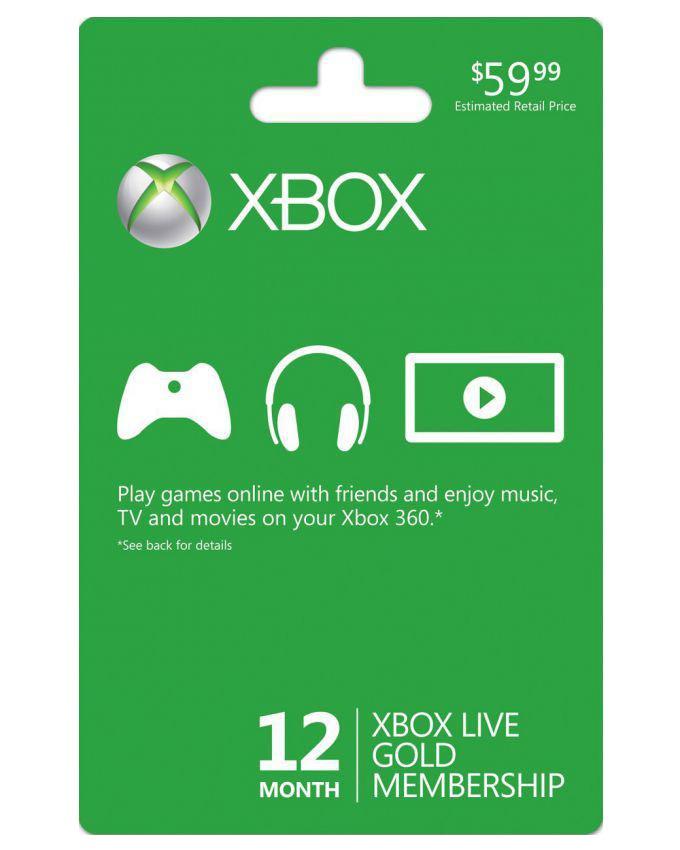 $59.99
Estimated Retail Price
XBOX
Play games online with friends and enjoy music,
TV and movies on your Xbox 360.*
*See back for details
12
MONTH
XBOX LIVE
GOLD
MEMBERSHIP